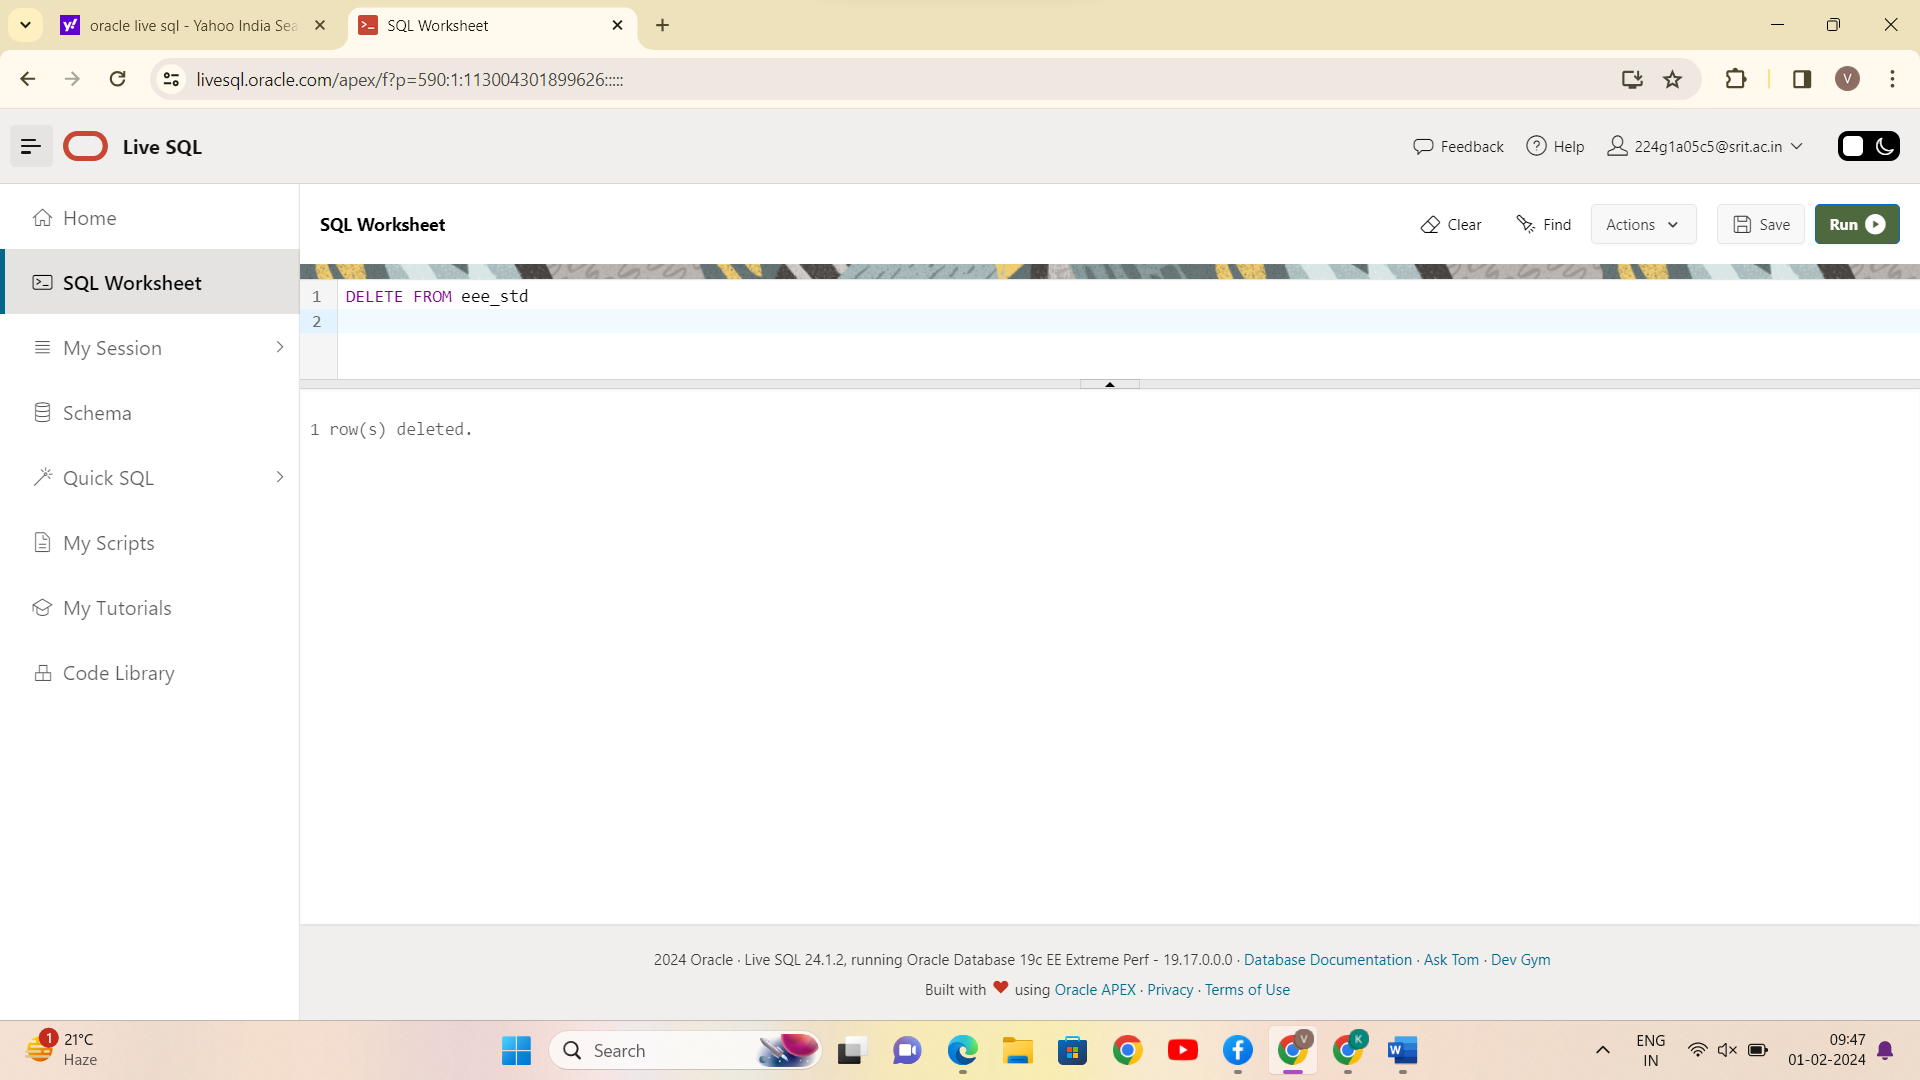 oracle live sql - Yahoo India Sea
SQL Worksheet
livesql.oracle.com/apex/f?p=590:1:113004301899626:::::
V
Live SQL
Feedback
Help
224g1a05c5@srit.ac.in
Home
SQL Worksheet
My Session
Schema
Quick SQL
My Scripts
My Tutorials
Code Library
SQL Worksheet
Clear
Find
Actions
Save
Run
1 DELETE FROM eee_std
2
1 row(s) deleted.
2024 Oracle · Live SQL 24.1.2, running Oracle Database 19c EE Extreme Perf - 19.17.0.0.0 · Database Documentation · Ask Tom · Dev Gym
Built with ❤ using Oracle APEX · Privacy · Terms of Use
1
21°C
Haze
Search
V
K
W
ENG
IN
09:47
01-02-2024